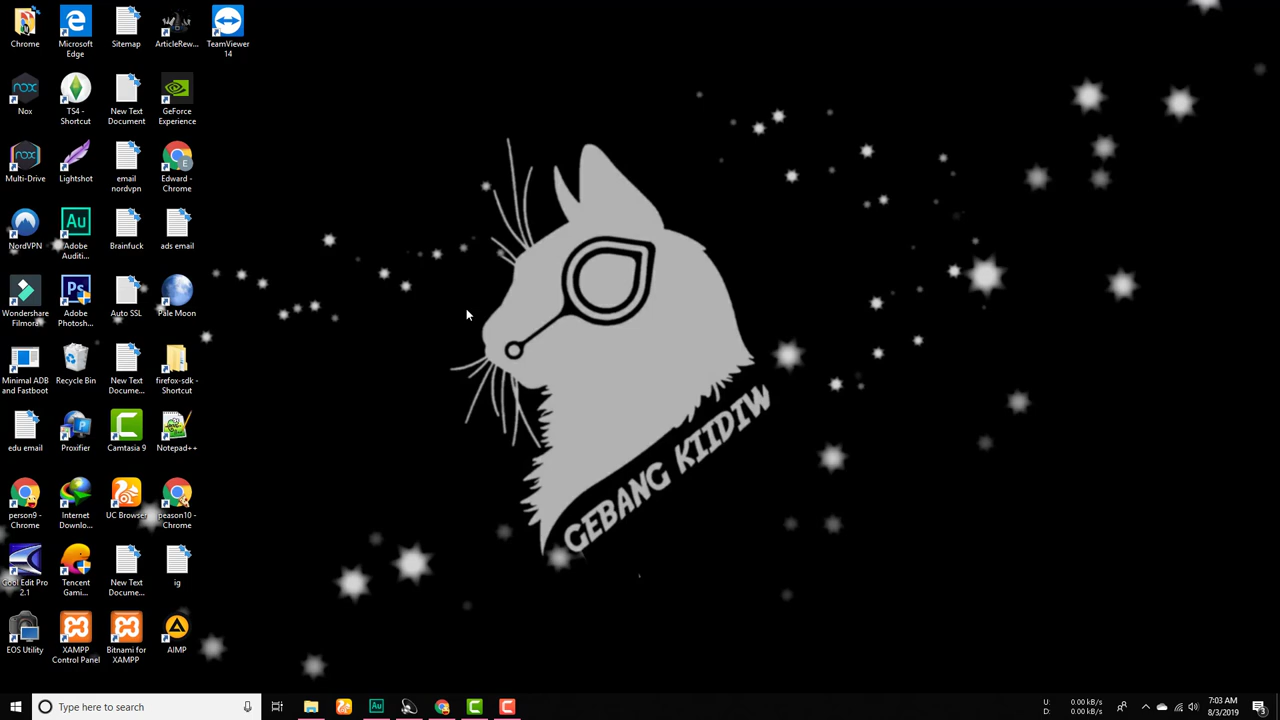 Chrome
Microsoft Edge
Sitemap
ArticleRew...
TeamViewer 14
Nox
TS4 - Shortcut
New Text Document
GeForce Experience
Multi-Drive
Lightshot
email nordvpn
Edward - Chrome
NordVPN
Adobe Auditi...
Brainfuck
ads email
Wondershare Filmora
Adobe Photosh...
Auto SSL
Pale Moon
Minimal ADB and Fastboot
Recycle Bin
New Text Docume...
firefox-sdk - Shortcut
edu email
Proxifier
Camtasia 9
Notepad++
person9 - Chrome
Internet Downlo...
UC Browser
peason10 - Chrome
Cool Edit Pro 2.1
Tencent Gami...
New Text Docume...
ig
EOS Utility
XAMPP Control Panel
Bitnami for XAMPP
AIMP
GEBANG KIIDIW
Type here to search
U: 0.00 kB/s
D: 0.00 kB/s
7:03 AM
8/3/2019